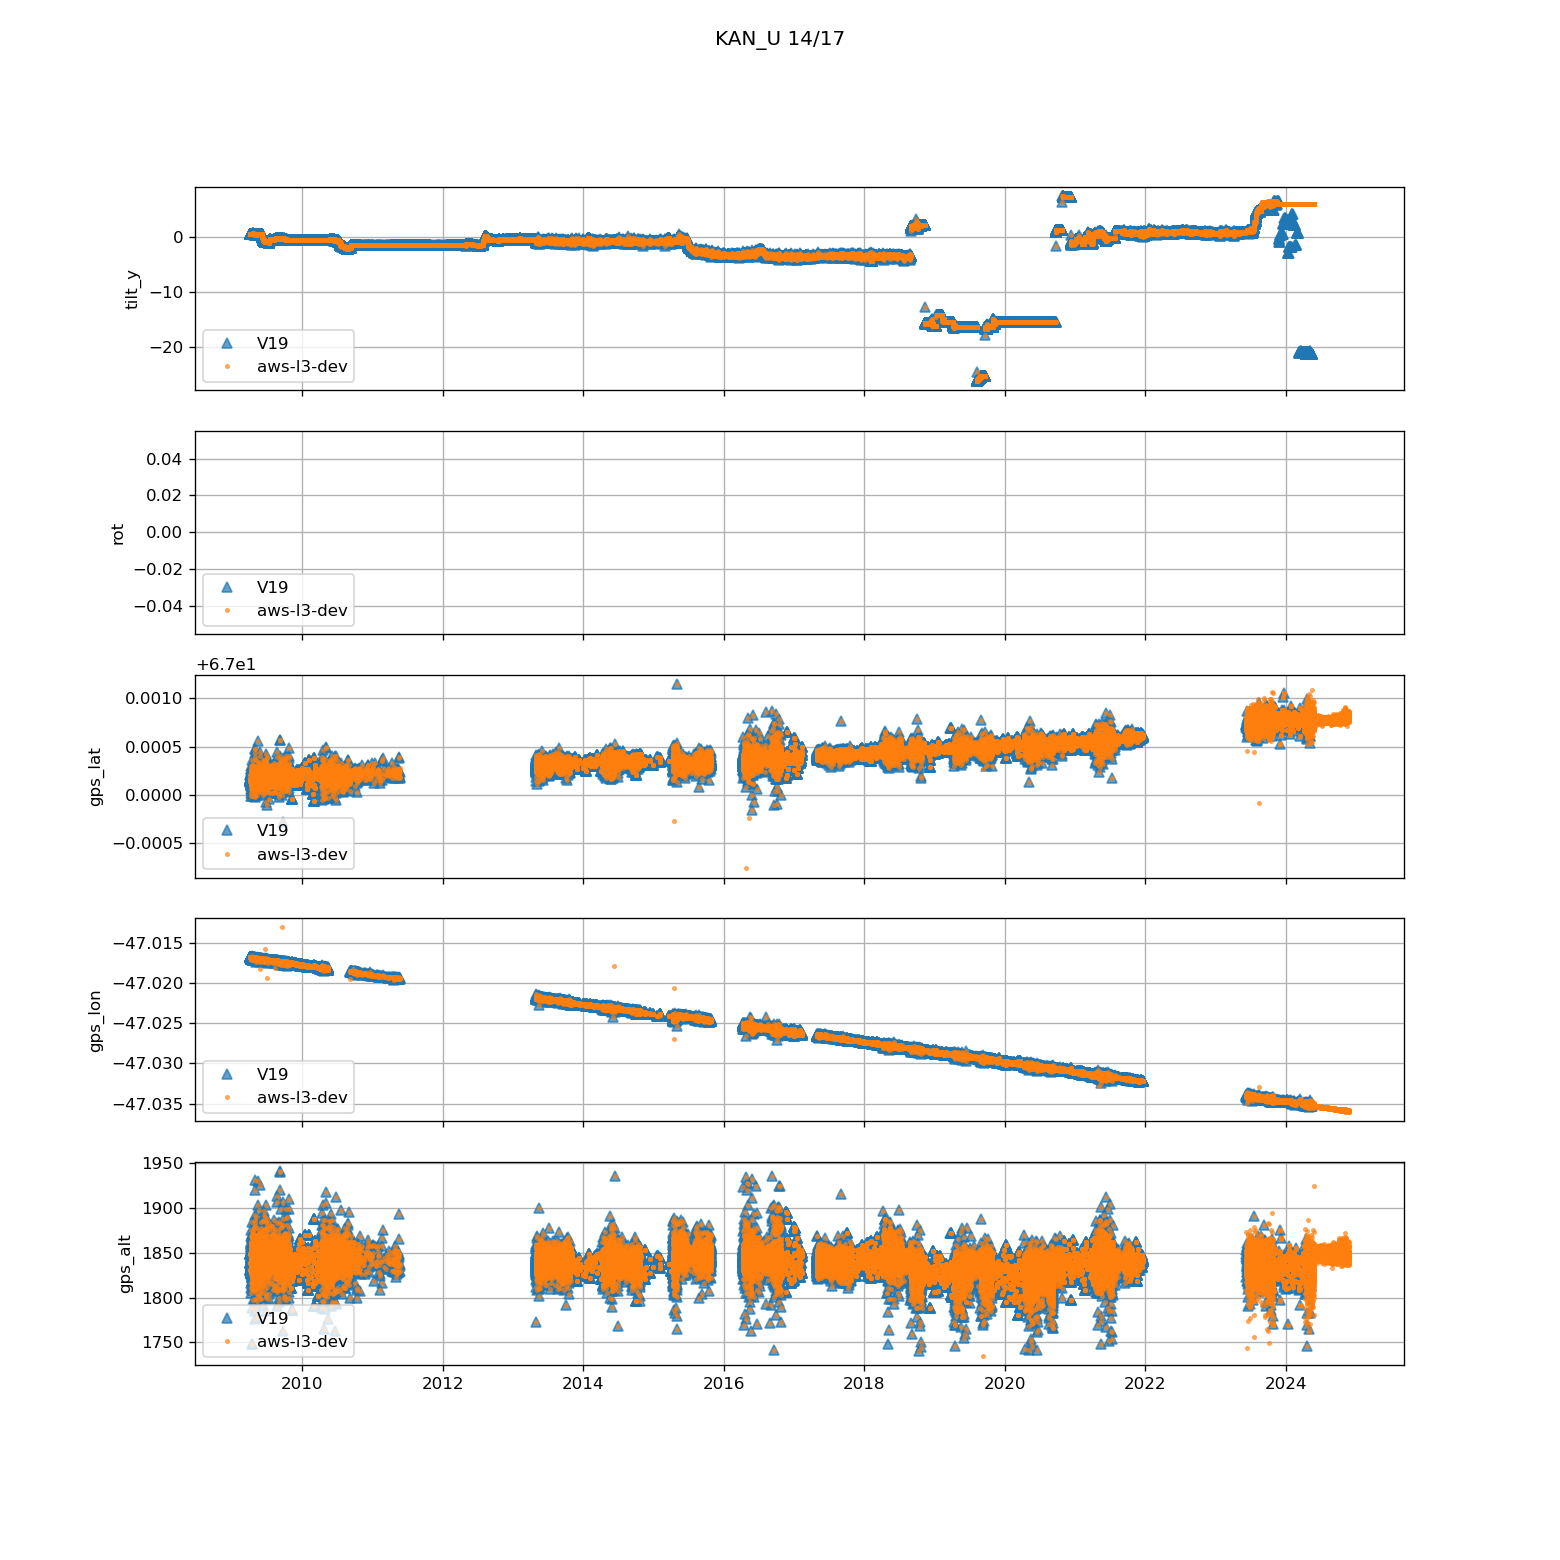 KAN_U 14/17
tilt_y
0
−10
−20
V19
aws-l3-dev
rot
0.04
0.02
0.00
−0.02
−0.04
V19
aws-l3-dev
+6.7e1
gps_lat
0.0010
0.0005
0.0000
−0.0005
V19
aws-l3-dev
gps_lon
−47.015
−47.020
−47.025
−47.030
−47.035
V19
aws-l3-dev
gps_alt
1950
1900
1850
1800
1750
V19
aws-l3-dev
2010 2012 2014 2016 2018 2020 2022 2024